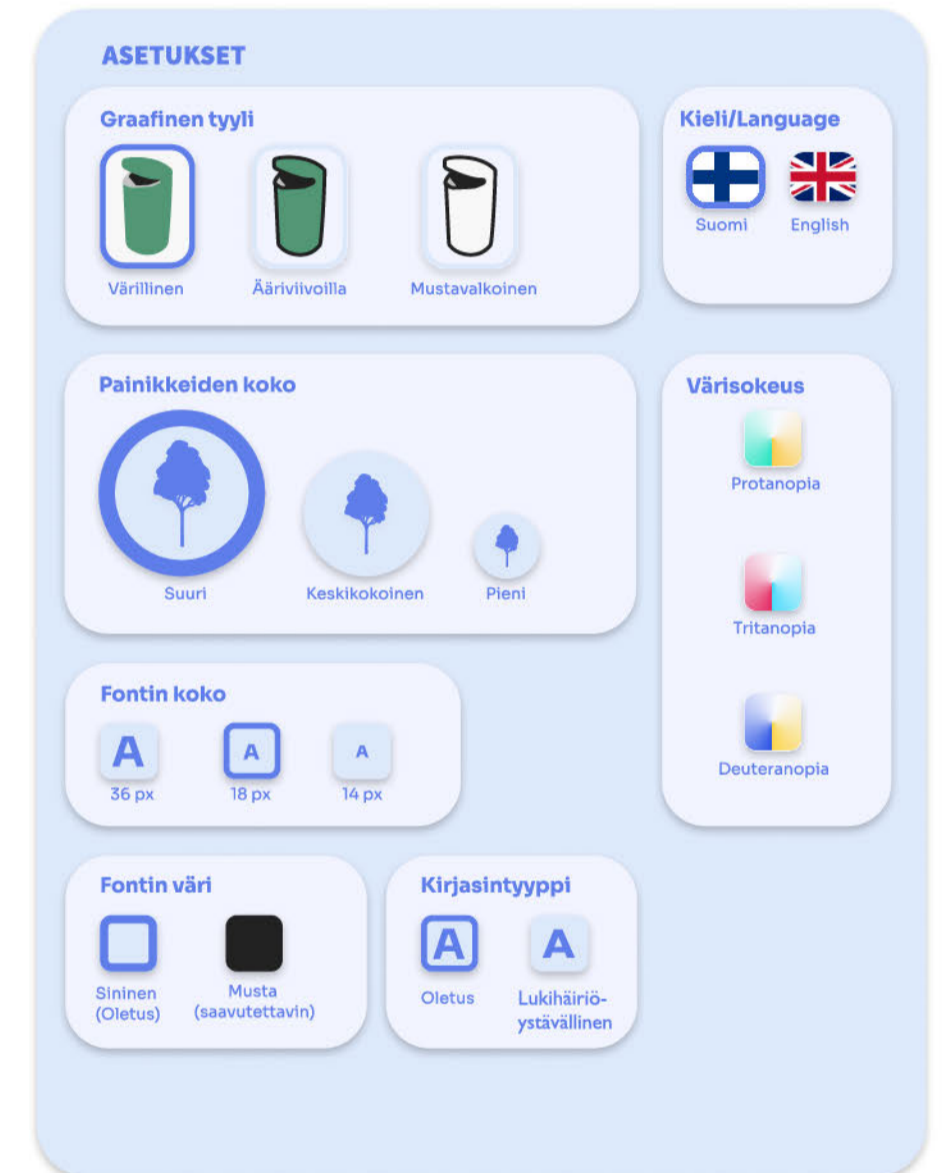 ASETUKSET
Graafinen tyyli
Värillinen
Ääriviivoilla
Mustavalkoinen
Kieli/Language
Suomi
English
Painikkeiden koko
Suuri
Keskikokoinen
Pieni
Värisokeus
Protanopia
Tritanopia
Deuteranopia
Fontin koko
A
A
A
36 px
18 px
14 px
Fontin väri
Sininen
(Oletus)
Musta
(saavutettavin)
Kirjasintyyppi
A
A
Oletus
Lukihäiriö-
ystävällinen